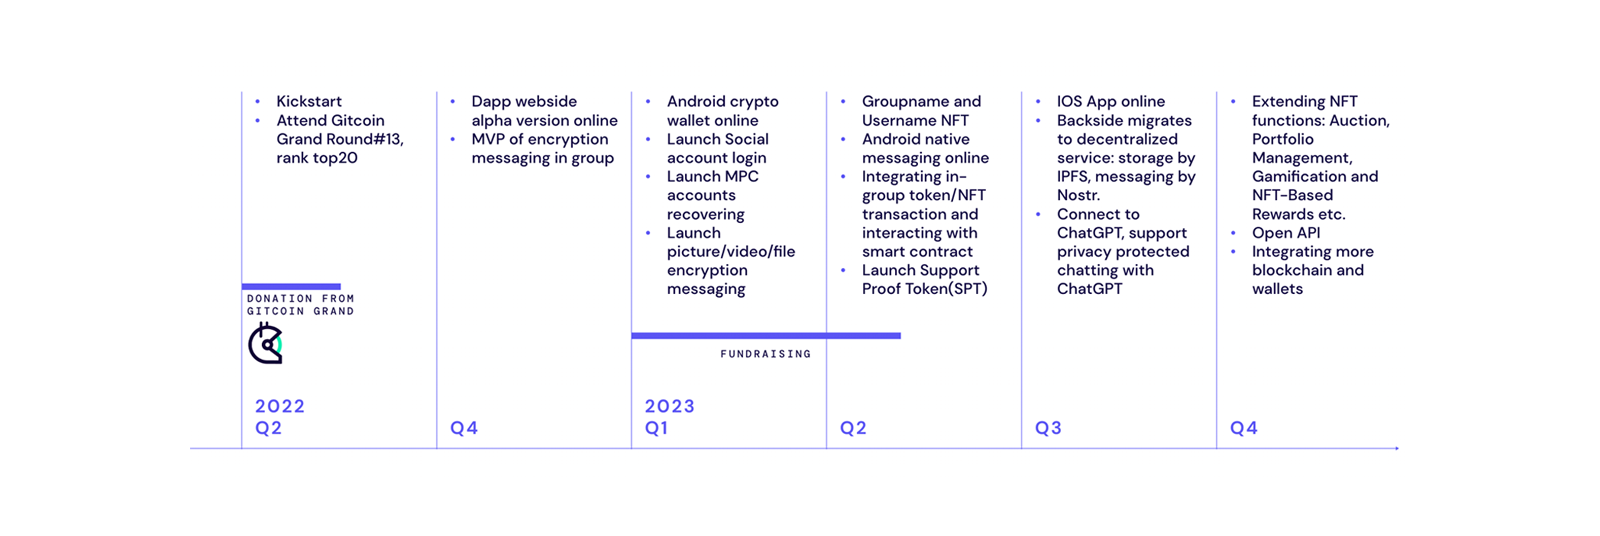 Kickstart
Attend Gitcoin
Grand Round#13,
rank top20
DONATION FROM
GITCOIN GRAND
2022
Q2
Dapp webside
alpha version online
MVP of encryption
messaging in group
Q4
Android crypto
wallet online
Launch Social
account login
Launch MPC
accounts
recovering
Launch
picture/video/file
encryption
messaging
FUNDRAISING
2023
Q1
Groupname and
Username NFT
Android native
messaging online
Integrating in-
group token/NFT
transaction and
interacting with
smart contract
Launch Support
Proof Token(SPT)
Q2
IOS App online
Backside migrates
to decentralized
service: storage by
IPFS, messaging by
Nostr.
Connect to
ChatGPT, support
privacy protected
chatting with
ChatGPT
Q3
Extending NFT
functions: Auction,
Portfolio
Management,
Gamification and
NFT-Based
Rewards etc.
Open API
Integrating more
blockchain and
wallets
Q4